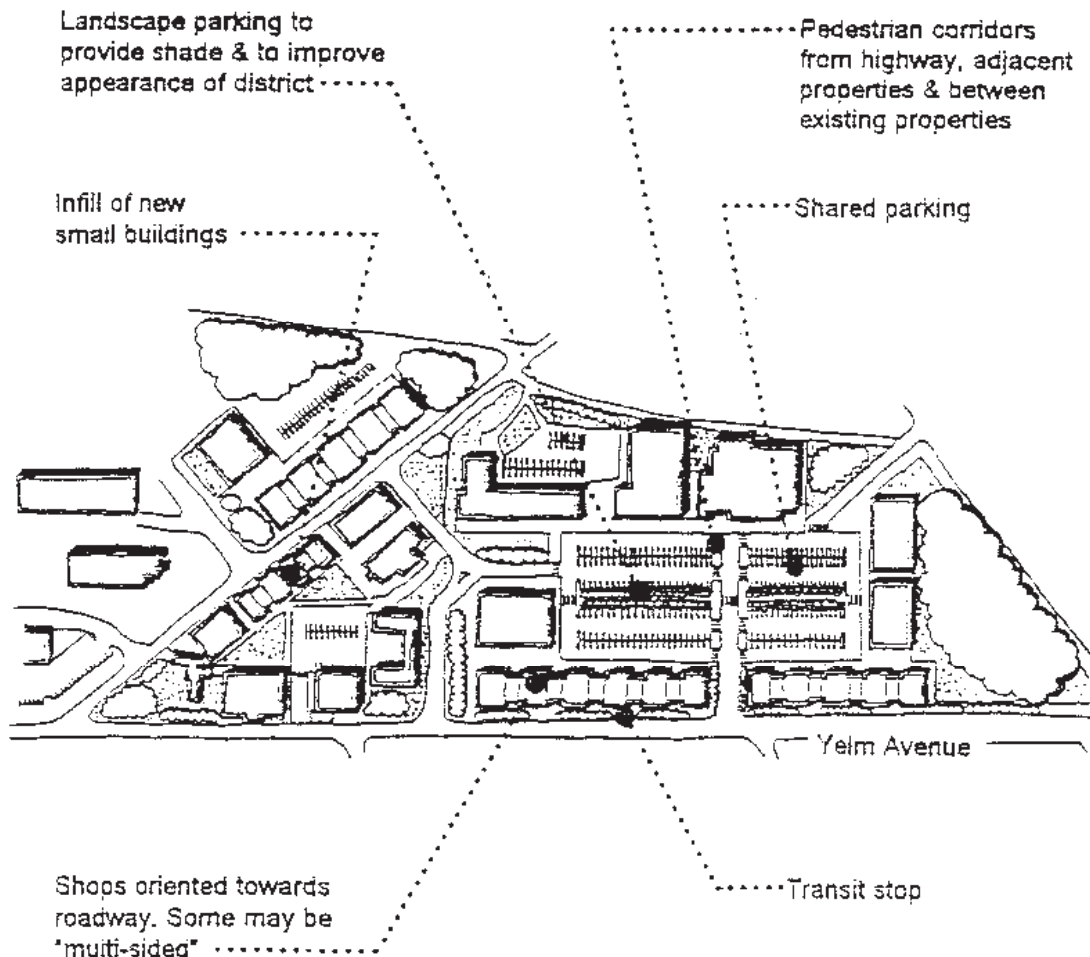 Landscape parking to
provide shade & to improve
appearance of district
Pedestrian corridors
from highway, adjacent
properties & between
existing properties
Infill of new
small buildings
Shared parking
Yelm Avenue
Shops oriented towards
roadway. Some may be
"multi-sided"
Transit stop